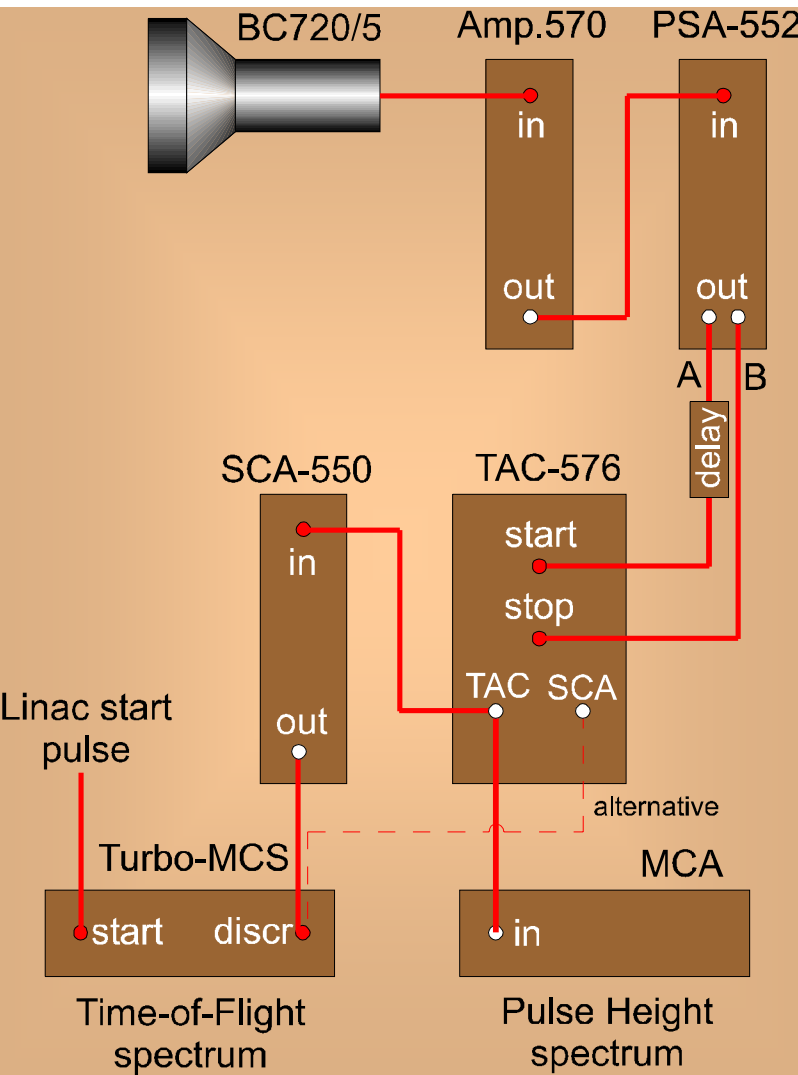 BC720/5
Amp.570
PSA-552
in
in
out
out
A
B
delay
SCA-550
TAC-576
in
start
stop
TAC SCA
out
Linac start
pulse
alternative
Turbo-MCS
MCA
start
discr
in
Time-of-Flight
spectrum
Pulse Height
spectrum